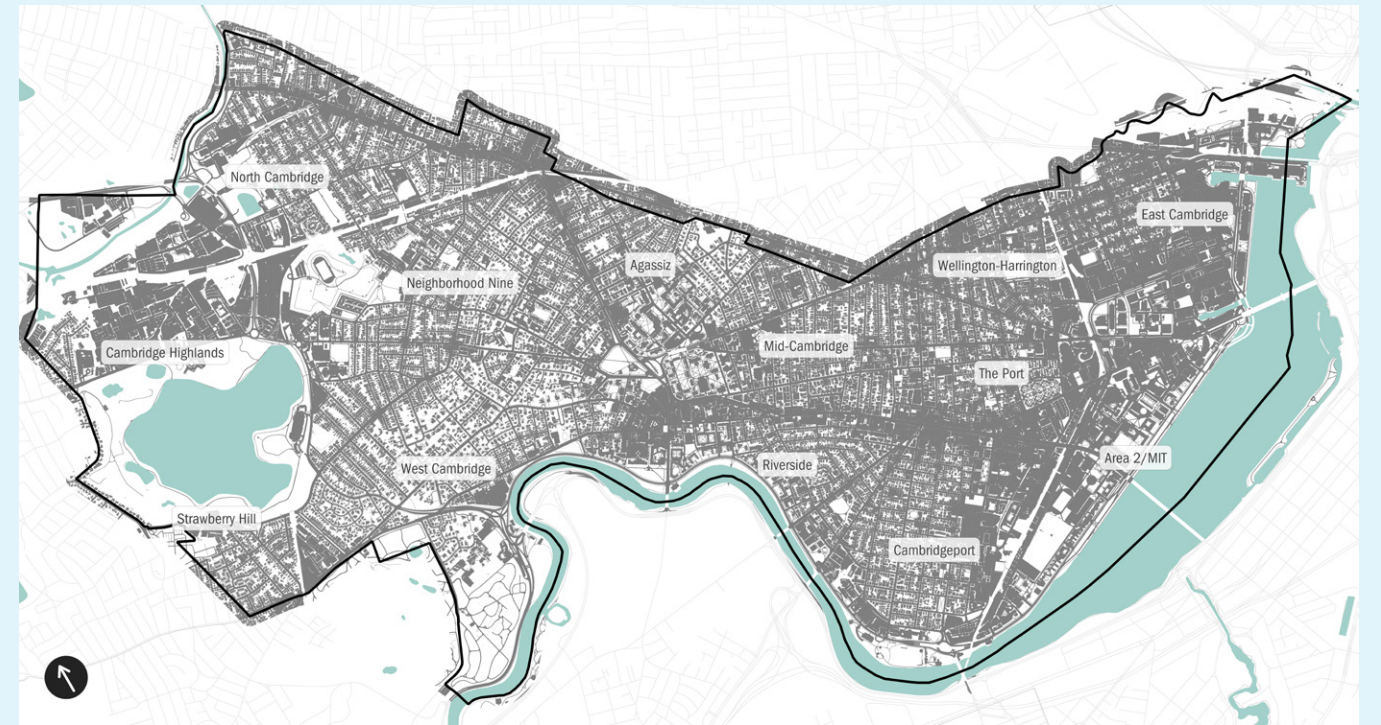 North Cambridge
East Cambridge
Agassiz
Wellington-Harrington
Neighborhood Nine
Mid-Cambridge
Cambridge Highlands
The Port
Area 2/MIT
Riverside
West Cambridge
Strawberry Hill
Cambridgeport